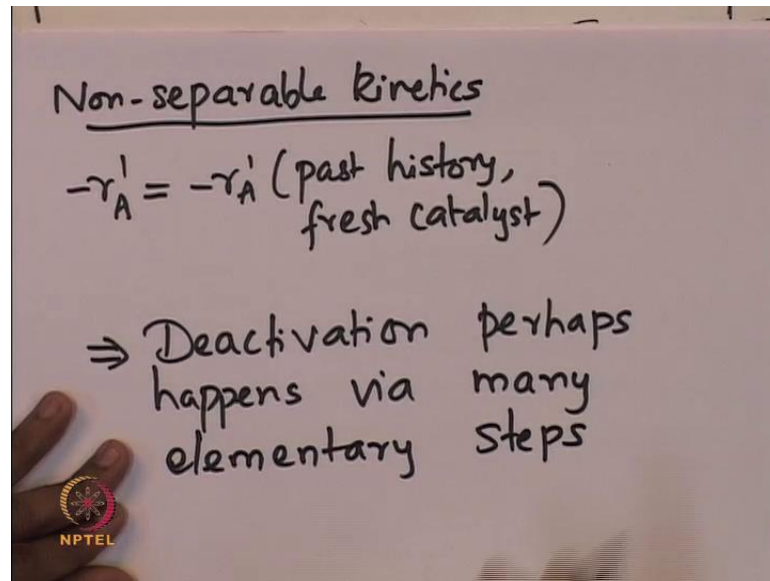 Non-separable kinetics
-r'A = -r'A (past history,
fresh catalyst)
⇒ Deactivation perhaps
happens via many
elementary steps
NPTEL